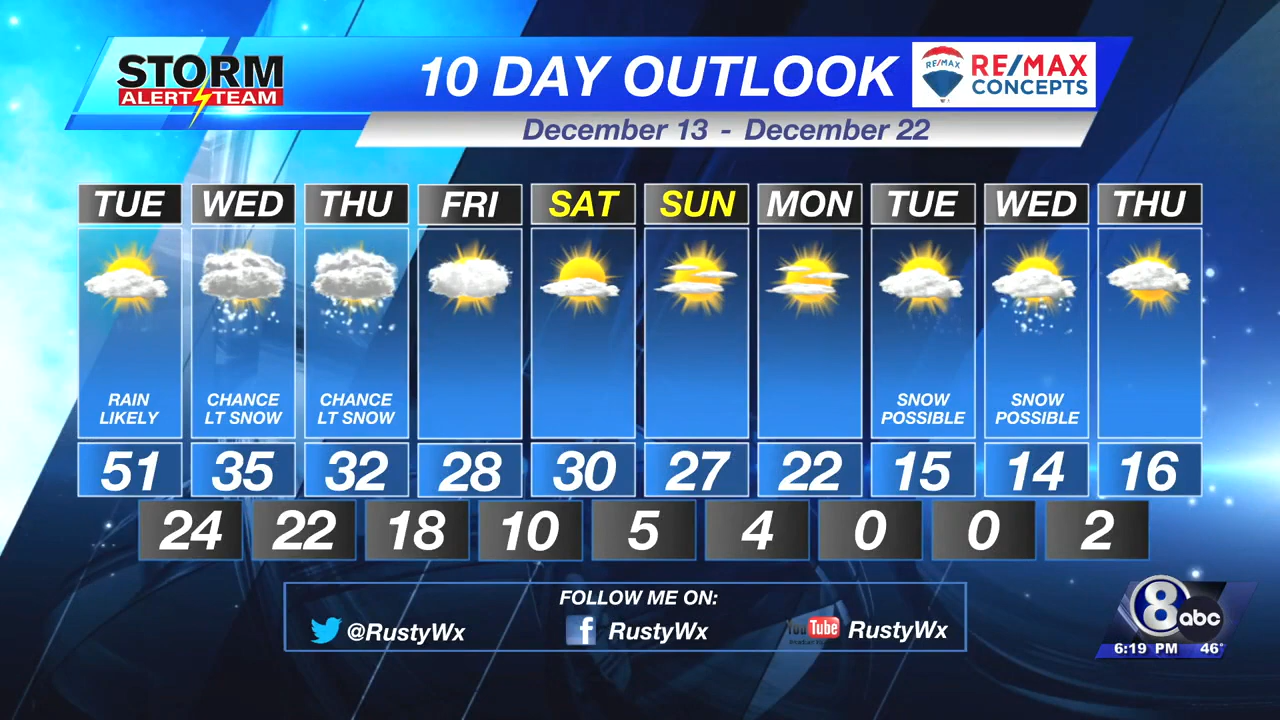 STORM
ALERT TEAM
10 DAY OUTLOOK
RE/MAX
RE/MAX
CONCEPTS
December 13 - December 22
TUE WED THU FRI SAT SUN MON TUE WED THU
RAIN LIKELY
CHANCE LT SNOW
CHANCE LT SNOW
SNOW POSSIBLE
SNOW POSSIBLE
51 35 32 28 30 27 22 15 14 16
24 22 18 10 5 4 0 0 2
FOLLOW ME ON:
@RustyWx
f Rusty​Wx
YouTube RustyWx
8 abc
6:19 PM 46°